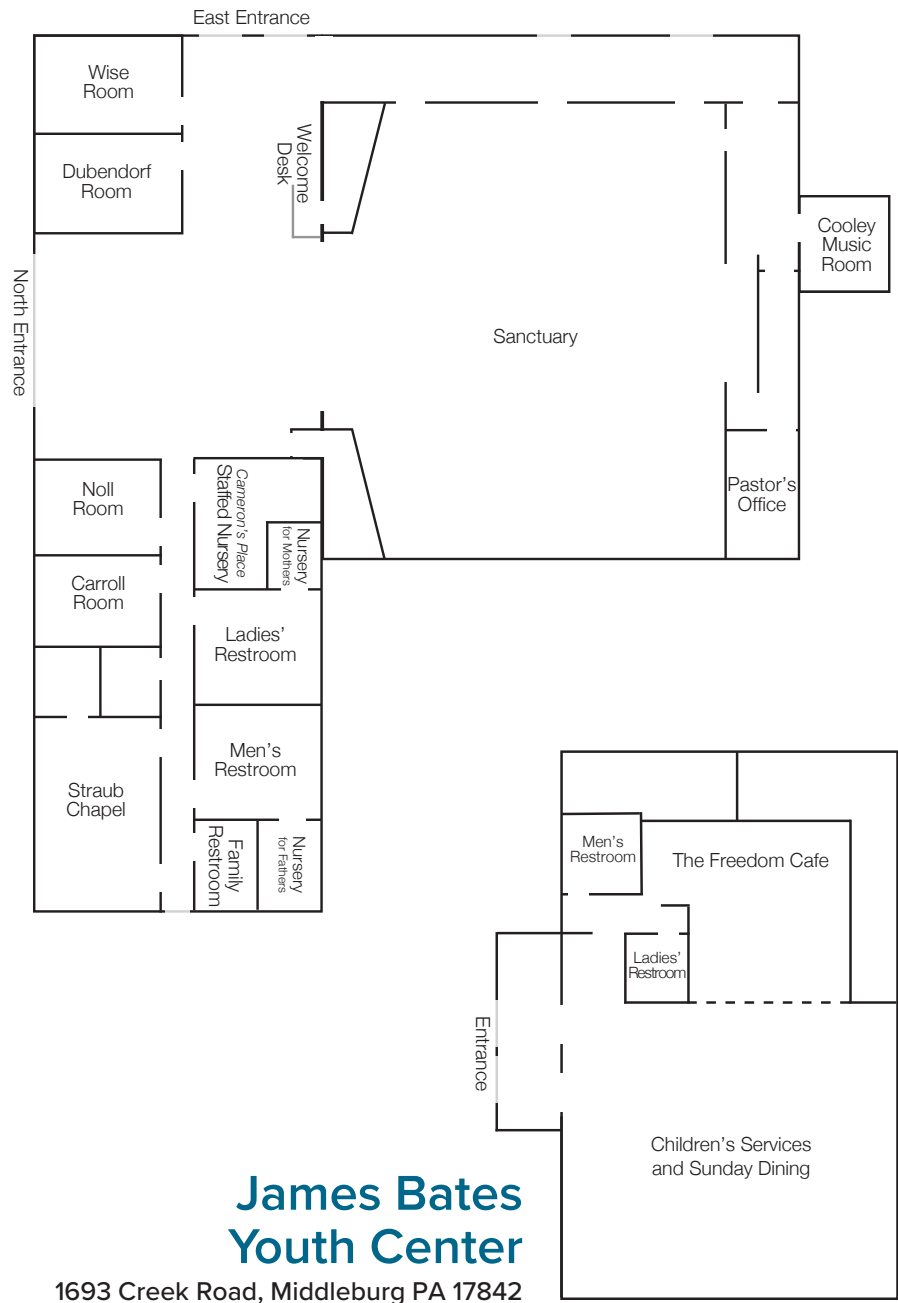 East Entrance
Wise
Room
Welcome
Desk
Dubendorf
Room
Cooley
Music
Room
North Entrance
Sanctuary
Noll
Room
Cameron's Place
Staffed Nursery
Pastor's
Office
Nursery
for Mothers
Carroll
Room
Ladies'
Restroom
Men's
Restroom
Straub
Chapel
Family
Restroom
Nursery
for Fathers
Men's
Restroom
The Freedom Cafe
Ladies'
Restroom
Entrance
Children's Services
and Sunday Dining
James Bates
Youth Center
1693 Creek Road, Middleburg PA 17842